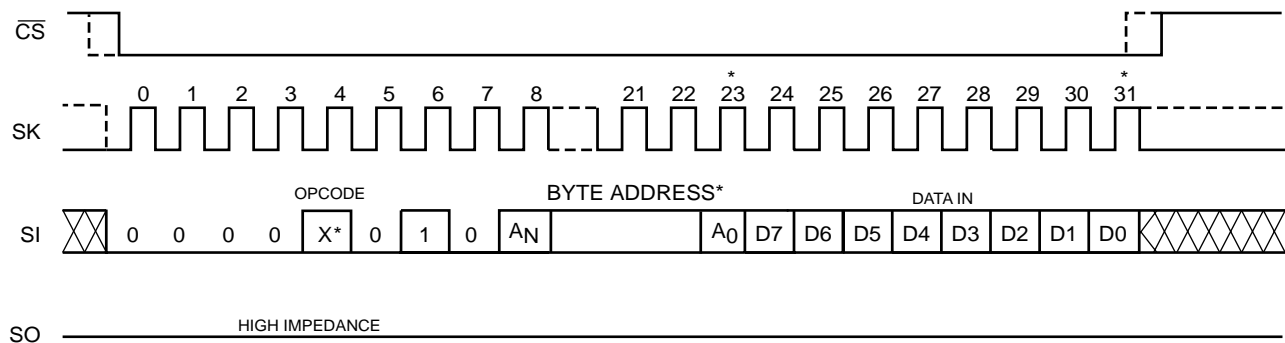 CS
* *
0 1 2 3 4 5 6 7 8 21 22 23 24 25 26 27 28 29 30 31
SK
OPCODE BYTE ADDRESS* DATA IN
SI 0 0 0 0 X* 0 1 0 AN A0 D7 D6 D5 D4 D3 D2 D1 D0
HIGH IMPEDANCE
SO